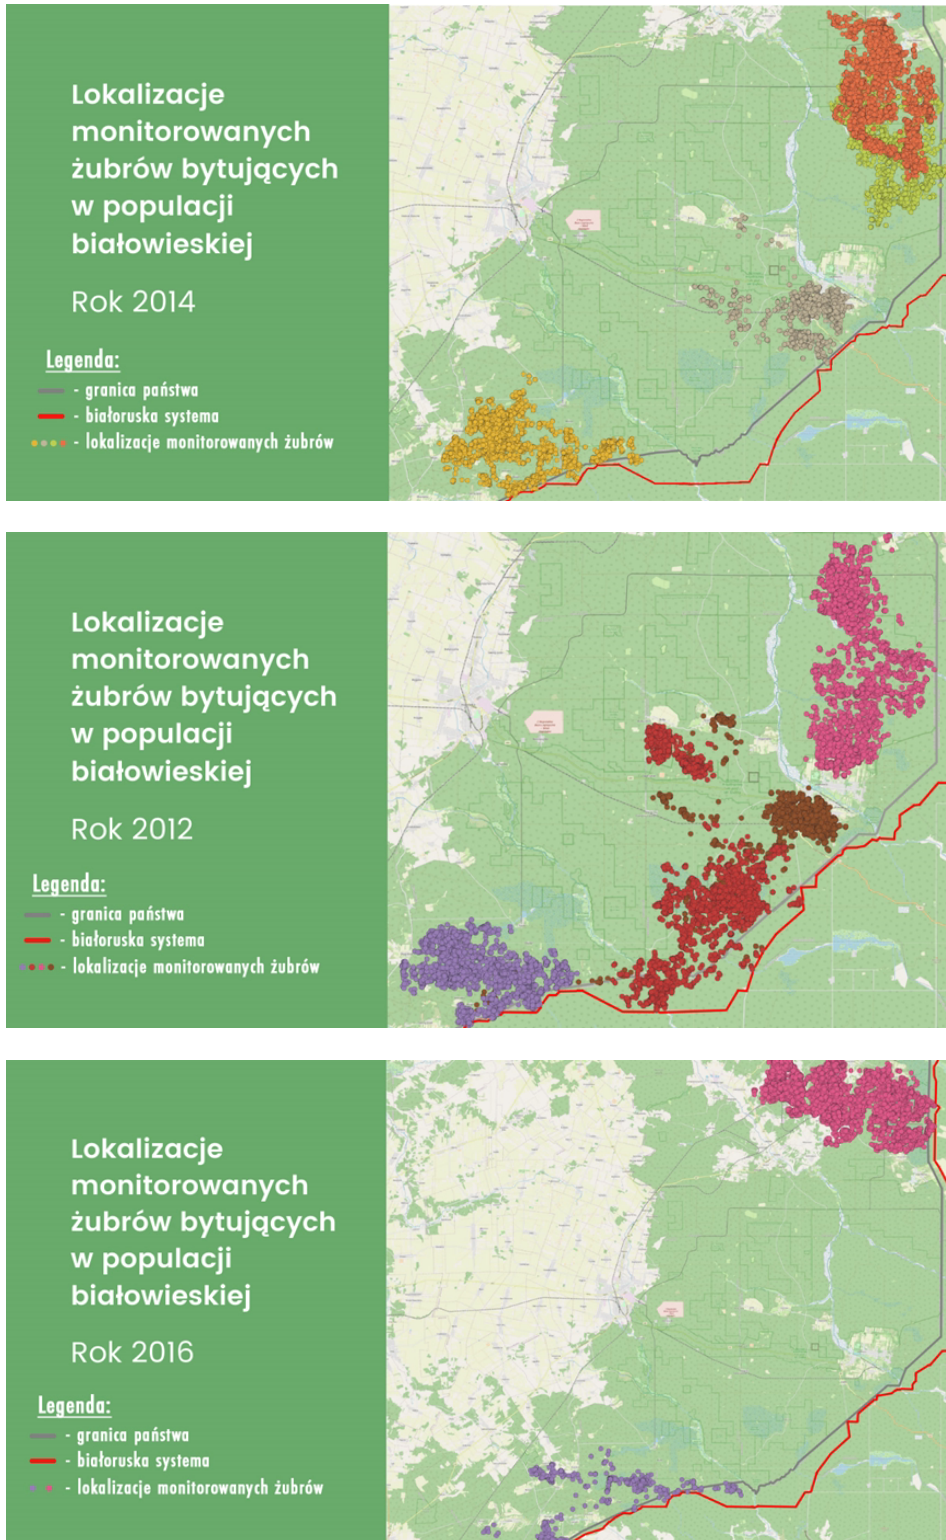 Lokalizacje
monitorowanych
żubrów bytujących
w populacji
białowieskiej
Rok 2014
Legenda:
- granica państwa
- białoruska systema
- lokalizacje monitorowanych żubrów
Lokalizacje
monitorowanych
żubrów bytujących
w populacji
białowieskiej
Rok 2012
Legenda:
- granica państwa
- białoruska systema
- lokalizacje monitorowanych żubrów
Lokalizacje
monitorowanych
żubrów bytujących
w populacji
białowieskiej
Rok 2016
Legenda:
- granica państwa
- białoruska systema
- lokalizacje monitorowanych żubrów